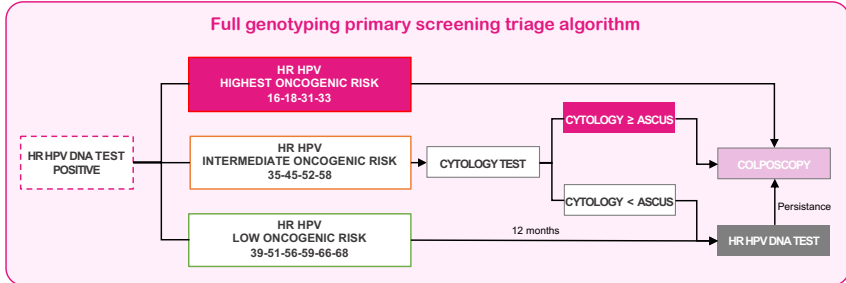 Full genotyping primary screening triage algorithm
HR HPV
HIGHEST ONCOGENIC RISK
16-18-31-33
HR HPV DNA TEST
POSITIVE
HR HPV
INTERMEDIATE ONCOGENIC RISK
35-45-52-58
CYTOLOGY TEST
CYTOLOGY ≥ ASCUS
COLPOSCOPY
CYTOLOGY < ASCUS
Persistance
HR HPV
LOW ONCOGENIC RISK
39-51-56-59-66-68
12 months
HR HPV DNA TEST